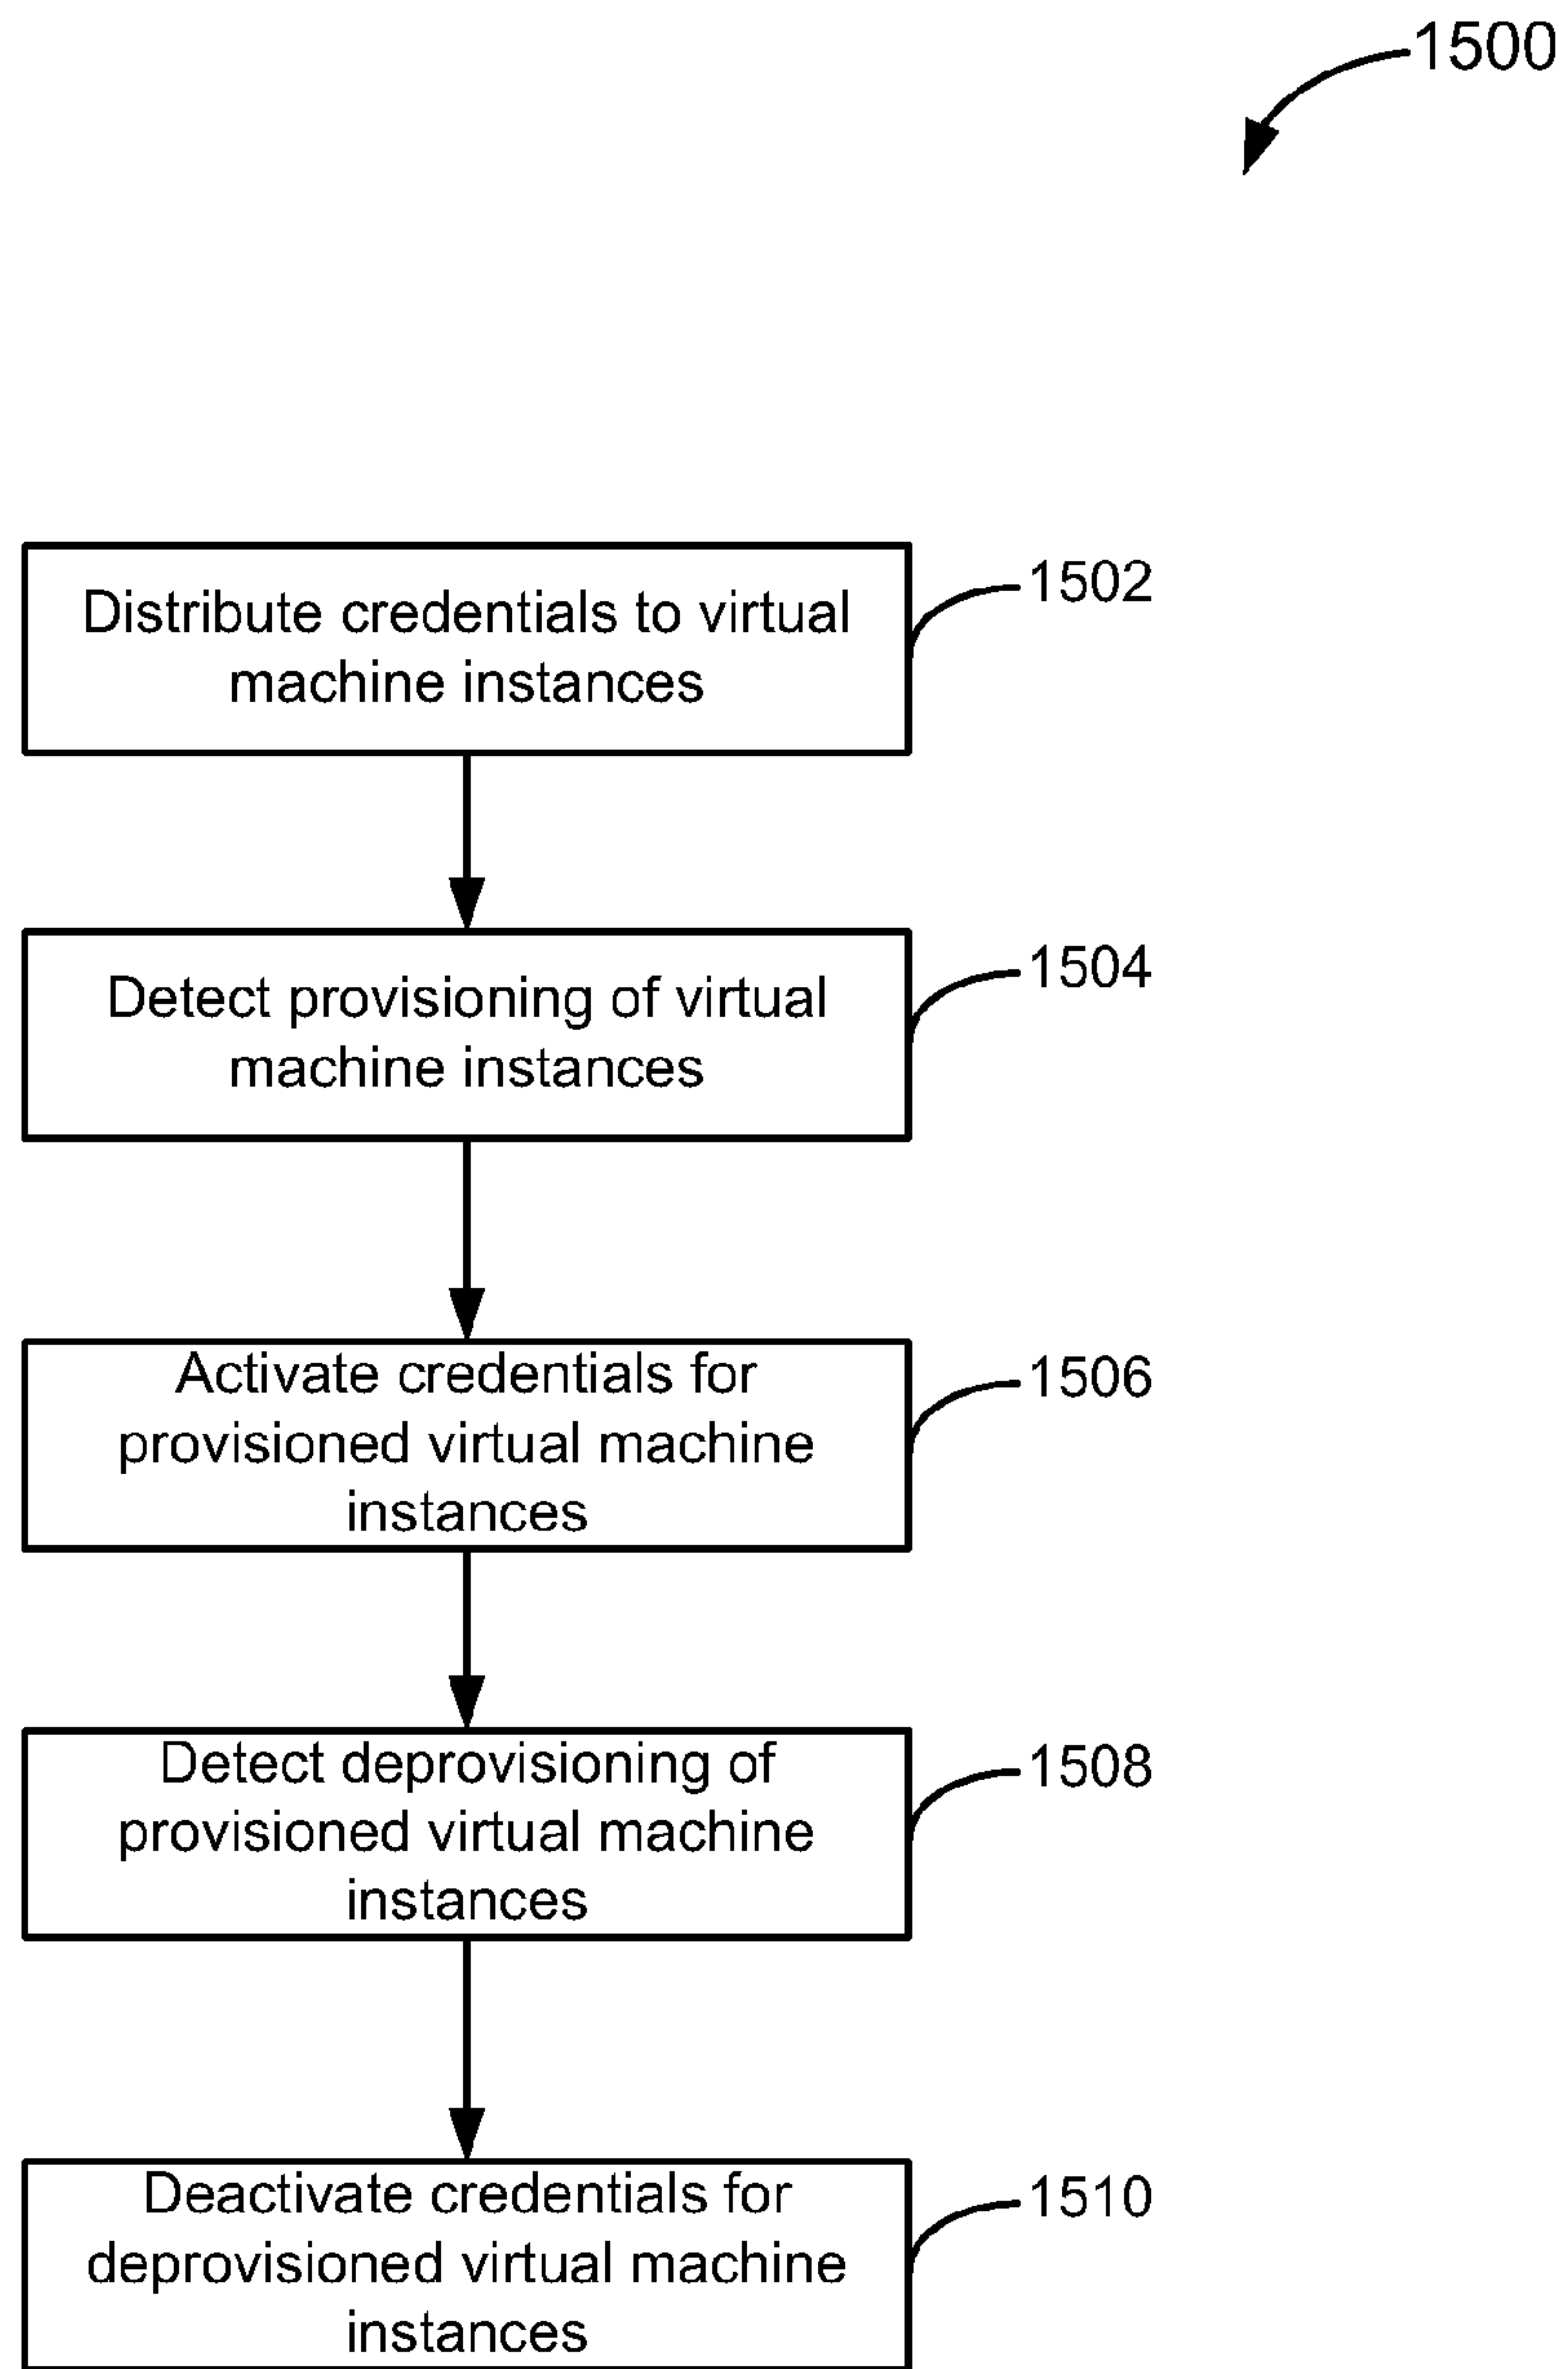 1500
Distribute credentials to virtual
machine instances
1502
Detect provisioning of virtual
machine instances
1504
Activate credentials for
provisioned virtual machine
instances
1506
Detect deprovisioning of
provisioned virtual machine
instances
1508
Deactivate credentials for
deprovisioned virtual machine
instances
1510